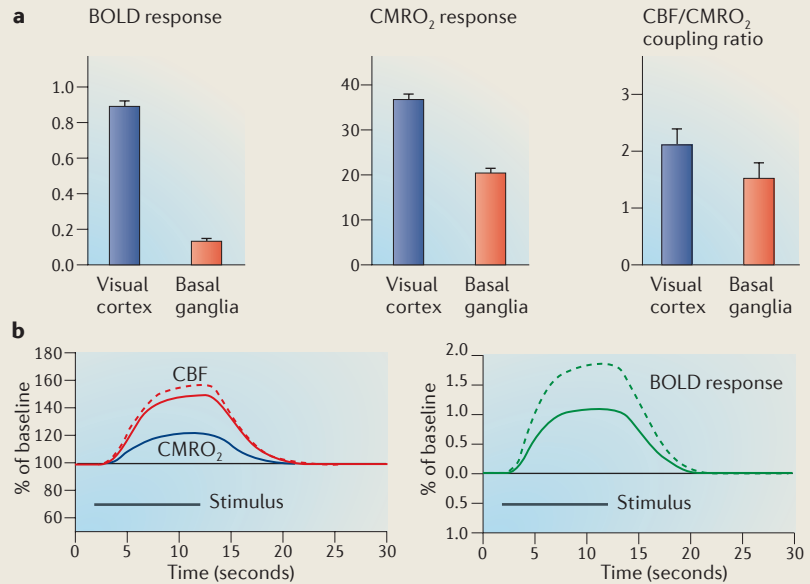 a
BOLD response
CMRO₂ response
CBF/CMRO₂
coupling ratio
1.0
0.8
0.6
0.4
0.2
0.0
Visual
cortex
Basal
ganglia
40
30
20
10
0
Visual
cortex
Basal
ganglia
3
2
1
0
Visual
cortex
Basal
ganglia
b
% of baseline
180
160
140
120
100
80
60
CBF
CMRO₂
Stimulus
0 5 10 15 20 25 30
Time (seconds)
% of baseline
2.0
1.5
1.0
0.5
0.0
0.5
1.0
BOLD response
Stimulus
0 5 10 15 20 25 30
Time (seconds)